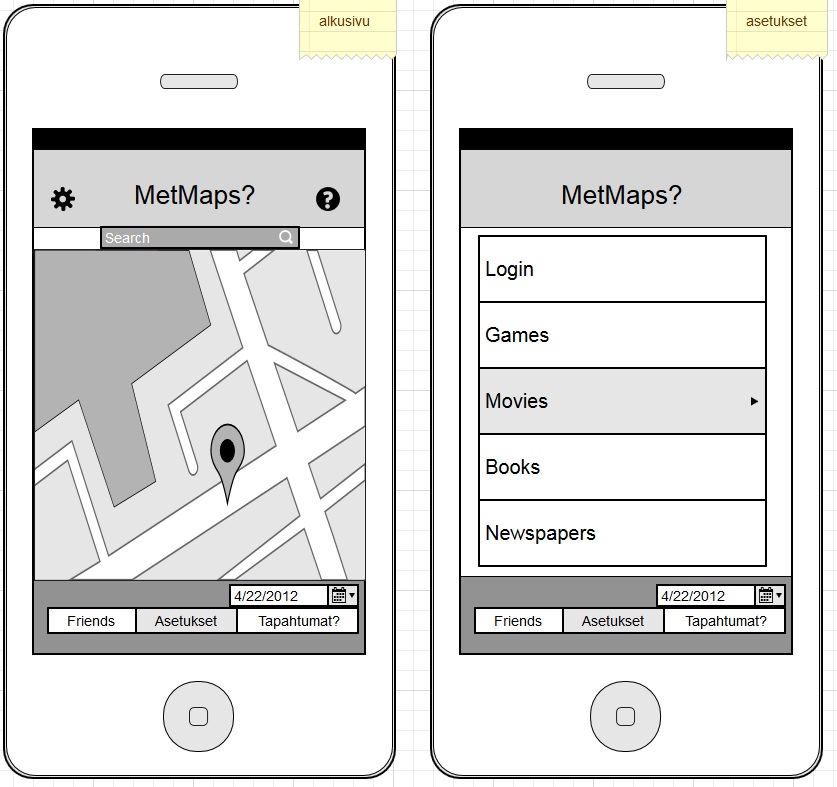 alkusivu
MetMaps?
Search
4/22/2012
Friends Asetukset Tapahtumat?
asetukset
MetMaps?
Login
Games
Movies
Books
Newspapers
4/22/2012
Friends Asetukset Tapahtumat?